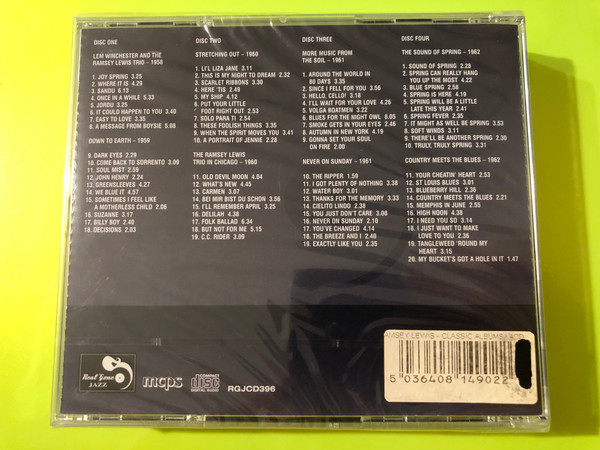 DISC ONE
LEM WINCHESTER AND THE
RAMSEY LEWIS TRIO - 1958
1. JOY SPRING 3.25
2. WHERE IT IS 4.29
3. SANDU 6.13
4. ONCE IN A WHILE 5.33
5. JORDU 3.21
6. IT COULD HAPPEN TO YOU 3.40
7. EASY TO LOVE 3.35
8. A MESSAGE FROM BOYSIE 5.08
DOWN TO EARTH - 1959
9. DARK EYES 2.29
10. COME BACK TO SORRENTO 3.09
11. SOUL MIST 2.59
12. JOHN HENRY 2.24
13. GREENSLEEVES 4.27
14. WE BLUE IT 4.57
15. SOMETIMES I FEEL LIKE
A MOTHERLESS CHILD 2.06
16. SUZANNE 3.17
17. BILLY BOY 2.40
18. DECISIONS 2.03
DISC TWO
STRETCHING OUT - 1960
1. LI'L LIZA JANE 3.11
2. THIS IS MY NIGHT TO DREAM 2.32
3. SCARLET RIBBONS 3.30
4. HERE 'TIS 2.49
5. MY SHIP 4.12
6. PUT YOUR LITTLE
FOOT RIGHT OUT 2.53
7. SOLO PARA TI 2.54
8. THESE FOOLISH THINGS 3.05
9. WHEN THE SPIRIT MOVES YOU 3.41
10. A PORTRAIT OF JENNIE 2.28
THE RAMSEY LEWIS
TRIO IN CHICAGO - 1960
11. OLD DEVIL MOON 4.04
12. WHAT'S NEW 4.45
13. CARMEN 3.07
14. BEI MIR BIST DU SCHON 3.56
15. I'LL REMEMBER APRIL 3.25
16. DELILAH 4.38
17. FOLK BALLAD 6.34
18. BUT NOT FOR ME 5.15
19. C.C. RIDER 3.09
DISC THREE
MORE MUSIC FROM
THE SOIL - 1961
1. AROUND THE WORLD IN
80 DAYS 3.35
2. SINCE I FELL FOR YOU 3.56
3. HELLO, CELLO! 3.18
4. I'LL WAIT FOR YOUR LOVE 4.26
5. VOLGA BOATMEN 3.22
6. BLUES FOR THE NIGHT OWL 6.05
7. SMOKE GETS IN YOUR EYES 2.46
8. AUTUMN IN NEW YORK 4.19
9. GONNA SET YOUR SOUL
ON FIRE 2.00
NEVER ON SUNDAY - 1961
10. THE RIPPER 1.59
11. I GOT PLENTY OF NOTHING 3.38
12. WATER BOY 3.01
13. THANKS FOR THE MEMORY 3.33
14. CIELITO LINDO 2.38
15. YOU JUST DON'T CARE 3.08
16. NEVER ON SUNDAY 2.10
17. YOU'VE CHANGED 4.14
18. THE BREEZE AND I 2.40
19. EXACTLY LIKE YOU 2.35
DISC FOUR
THE SOUND OF SPRING - 1962
1. SOUND OF SPRING 2.28
2. SPRING CAN REALLY HANG
YOU UP THE MOST 4.22
3. BLUE SPRING 2.58
4. SPRING IS HERE 4.19
5. SPRING WILL BE A LITTLE
LATE THIS YEAR 2.41
6. SPRING FEVER 2.35
7. IT MIGHT AS WELL BE SPRING 3.53
8. SOFT WINDS 3.11
9. THERE'LL BE ANOTHER SPRING 2.30
10. TRULY, TRULY SPRING 3.31
COUNTRY MEETS THE BLUES - 1962
11. YOUR CHEATIN' HEART 2.53
12. ST LOUIS BLUES 3.01
13. BLUEBERRY HILL 2.36
14. COUNTRY MEETS THE BLUES 2.21
15. MEMPHIS IN JUNE 2.55
16. HIGH NOON 4.38
17. I NEED YOU SO 3.14
18. I JUST WANT TO MAKE
LOVE TO YOU 2.36
19. TANGLEWEED 'ROUND MY
HEART 3.15
20. MY BUCKET'S GOT A HOLE IN IT 1.47
Real Gone
JAZZ
mcps
COMPACT
disc
DIGITAL AUDIO
RGJCD396
AMSEY LEWIS - CLASSIC ALBUMS
5 036408 149022